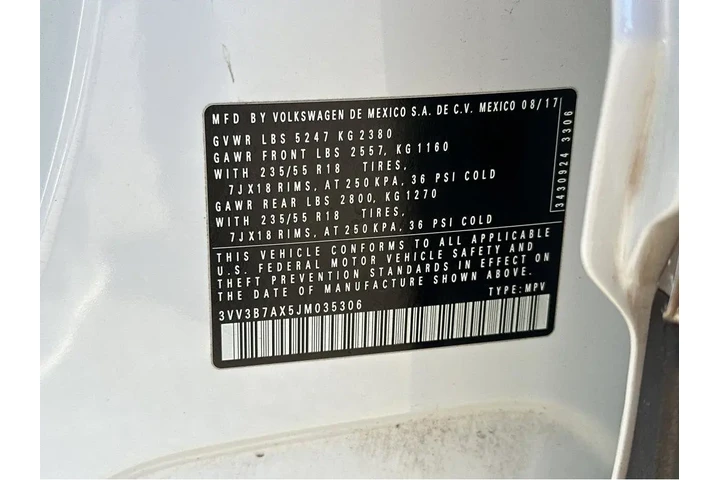 MFD BY VOLKSWAGEN DE MEXICO S.A. DE C.V. MEXICO 08/17
GVWR LBS 5247 KG 2380
GAWR FRONT LBS 2557, KG 1160
WITH 235/55 R18 TIRES,
7JX18 RIMS, AT 250 KPA, 36 PSI COLD
GAWR REAR LBS 2800, KG 1270
WITH 235/55 R18 TIRES,
7JX18 RIMS, AT 250 KPA, 36 PSI COLD
THIS VEHICLE CONFORMS TO ALL APPLICABLE
U.S. FEDERAL MOTOR VEHICLE SAFETY AND
THEFT PREVENTION STANDARDS IN EFFECT ON
THE DATE OF MANUFACTURE SHOWN ABOVE.
3VV3B7AX5JM035306 TYPE: MPV
3430924 3306